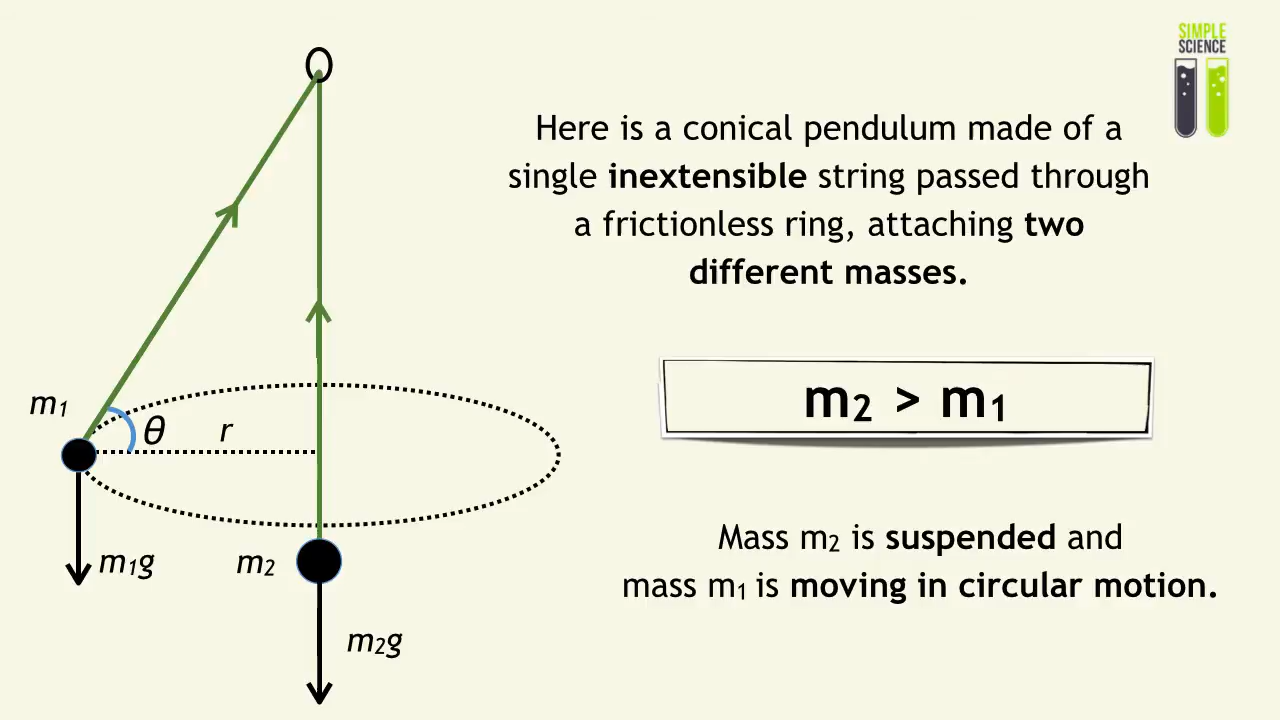 SIMPLE
SCIENCE
Here is a conical pendulum made of a
single inextensible string passed through
a frictionless ring, attaching two
different masses.
m₂ > m₁
m₁
θ
r
m₁g
m₂
m₂g
Mass m₂ is suspended and
mass m₁ is moving in circular motion.